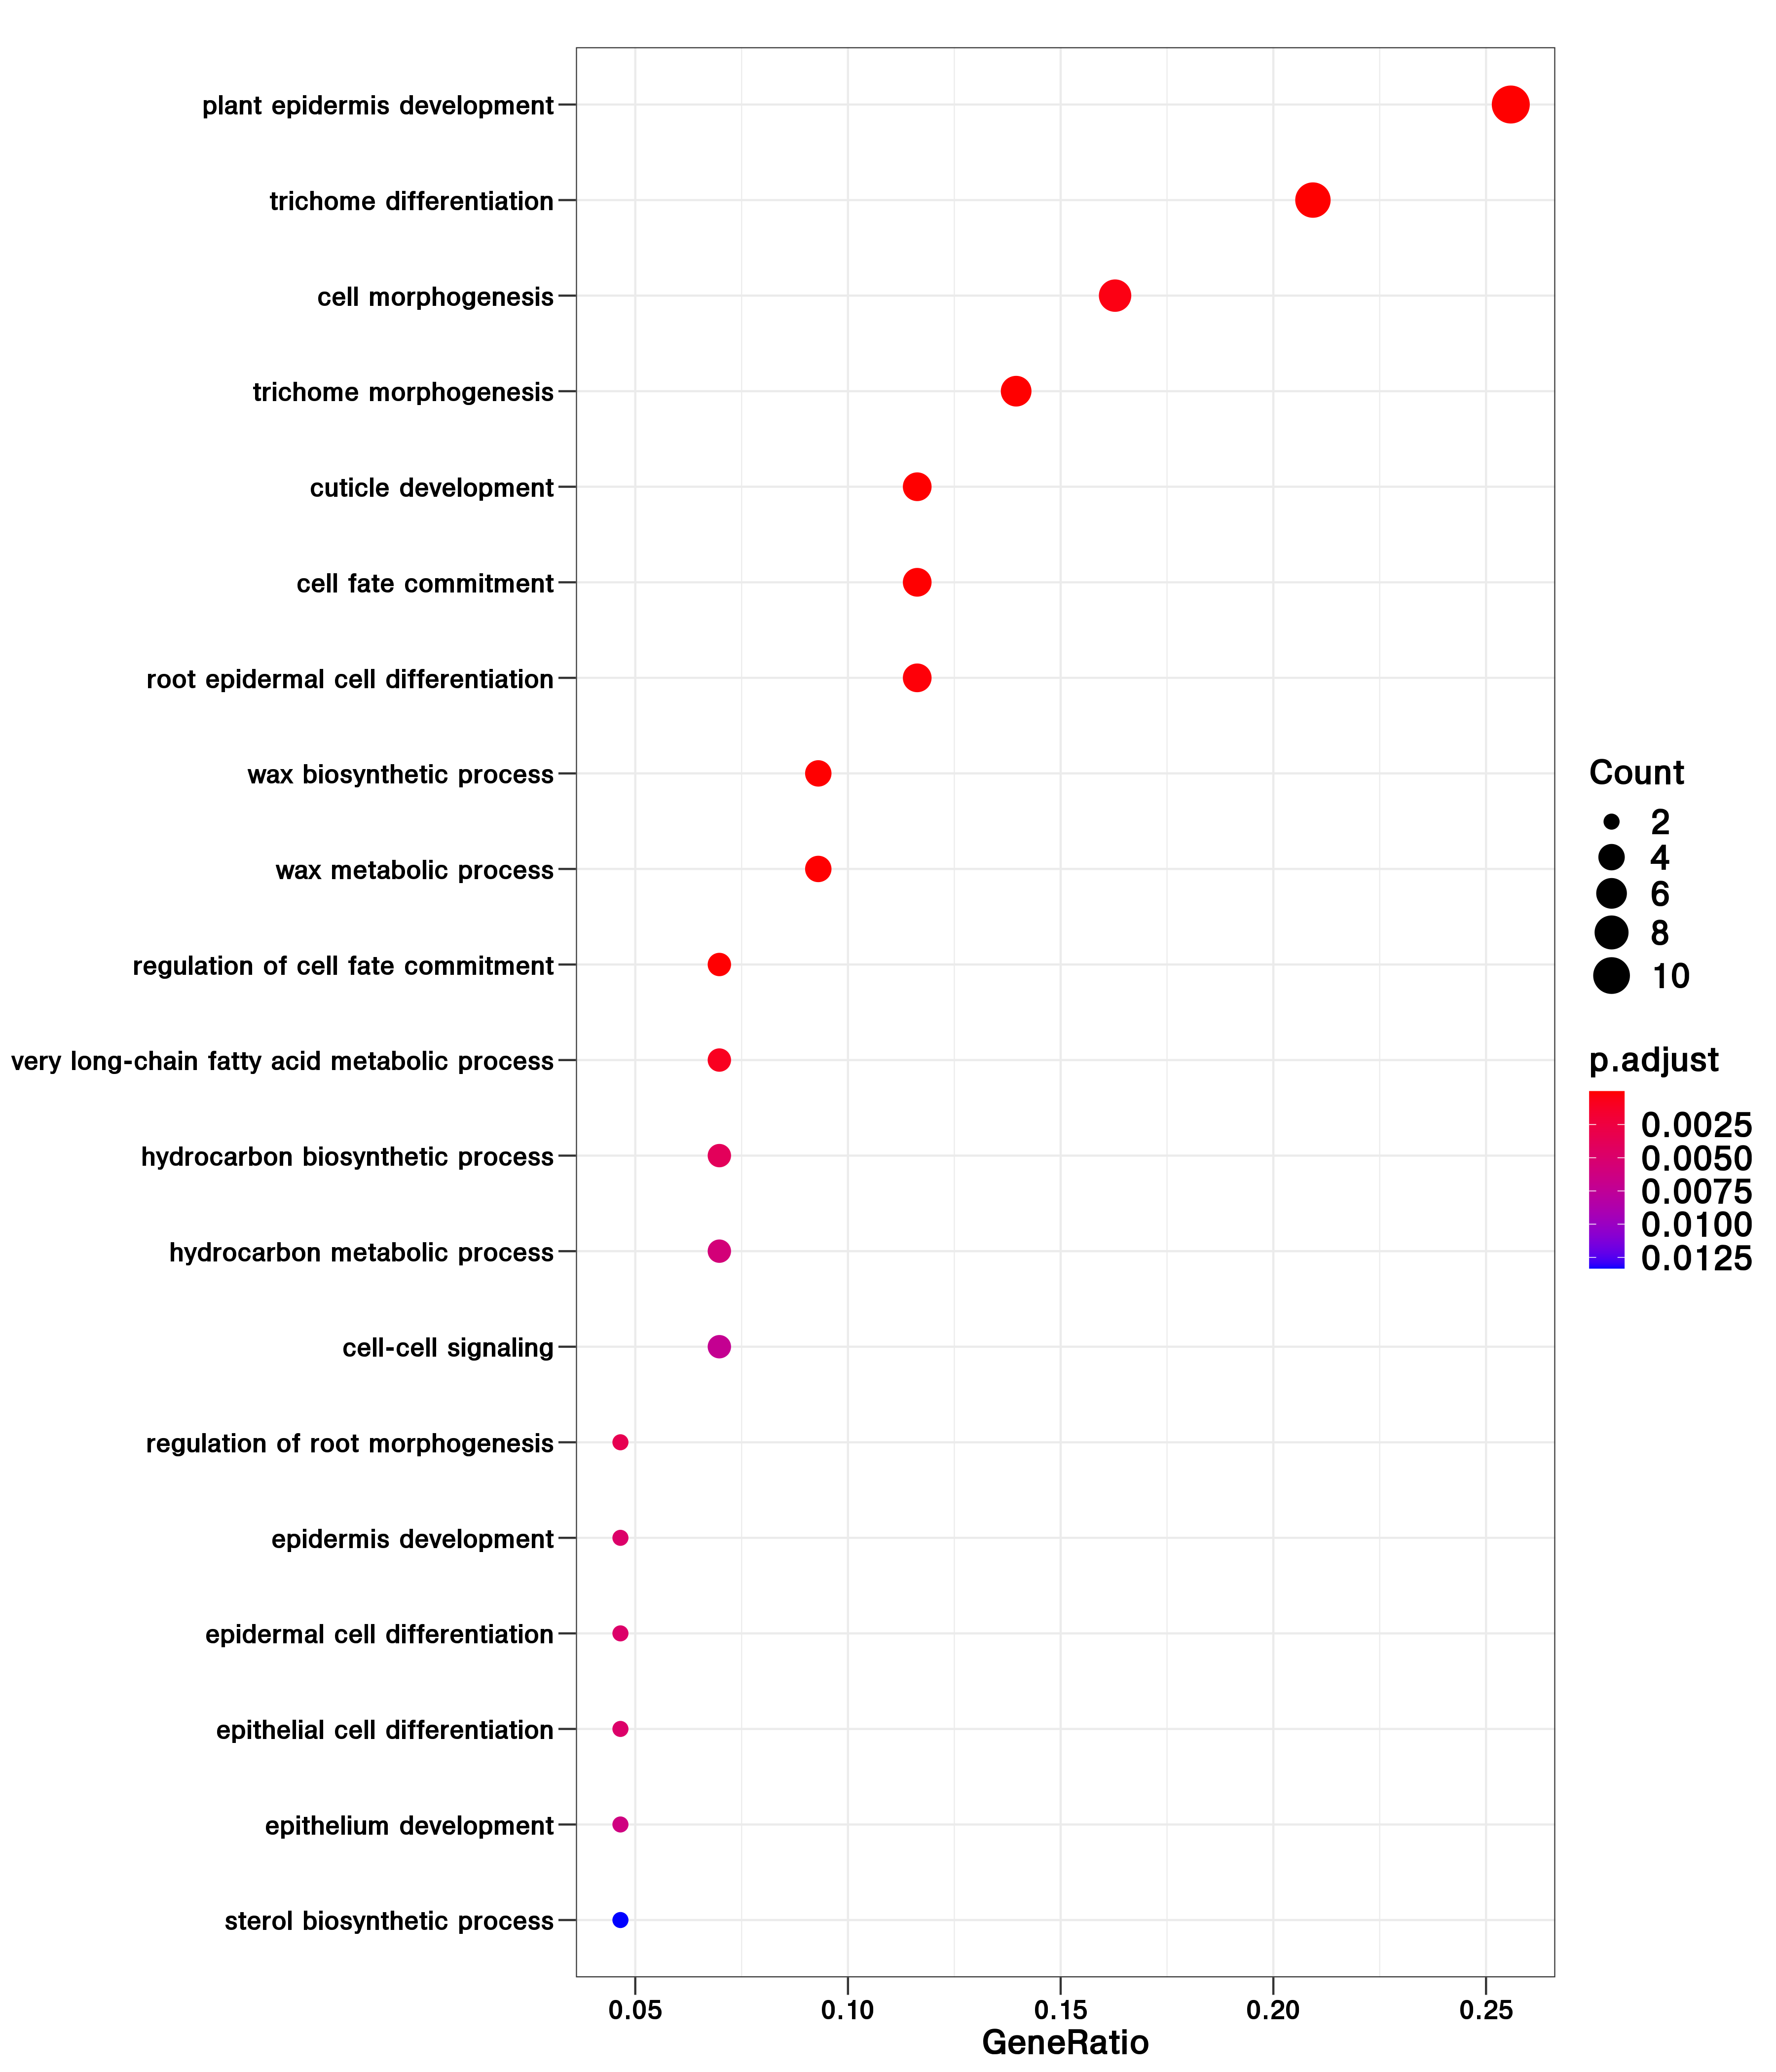 plant epidermis development
trichome differentiation
cell morphogenesis
trichome morphogenesis
cuticle development
cell fate commitment
root epidermal cell differentiation
wax biosynthetic process
wax metabolic process
regulation of cell fate commitment
very long-chain fatty acid metabolic process
hydrocarbon biosynthetic process
hydrocarbon metabolic process
cell-cell signaling
regulation of root morphogenesis
epidermis development
epidermal cell differentiation
epithelial cell differentiation
epithelium development
sterol biosynthetic process
0.05 0.10 0.15 0.20 0.25
GeneRatio
Count
2
4
6
8
10
p.adjust
0.0025
0.0050
0.0075
0.0100
0.0125